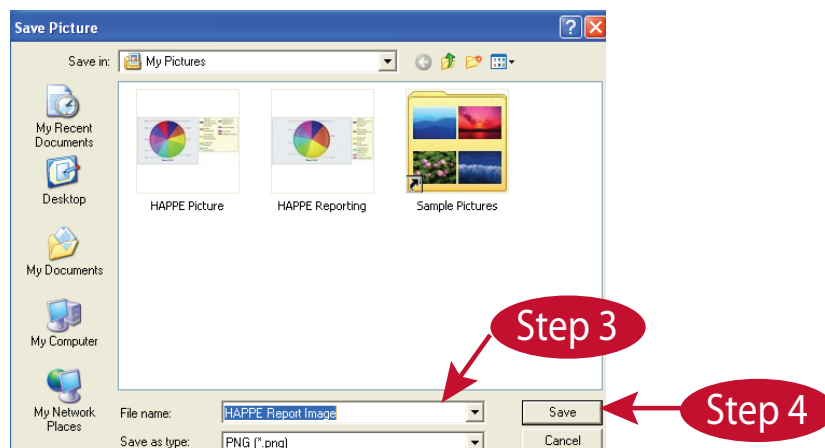 Save Picture
Save in:
My Pictures
My Recent
Documents
Desktop
My Documents
My Computer
My Network
Places
HAPPE Picture
HAPPE Reporting
Sample Pictures
Step 3
File name:
HAPPE Report Image
Save
Step 4
Save as type:
PNG (*.png)
Cancel